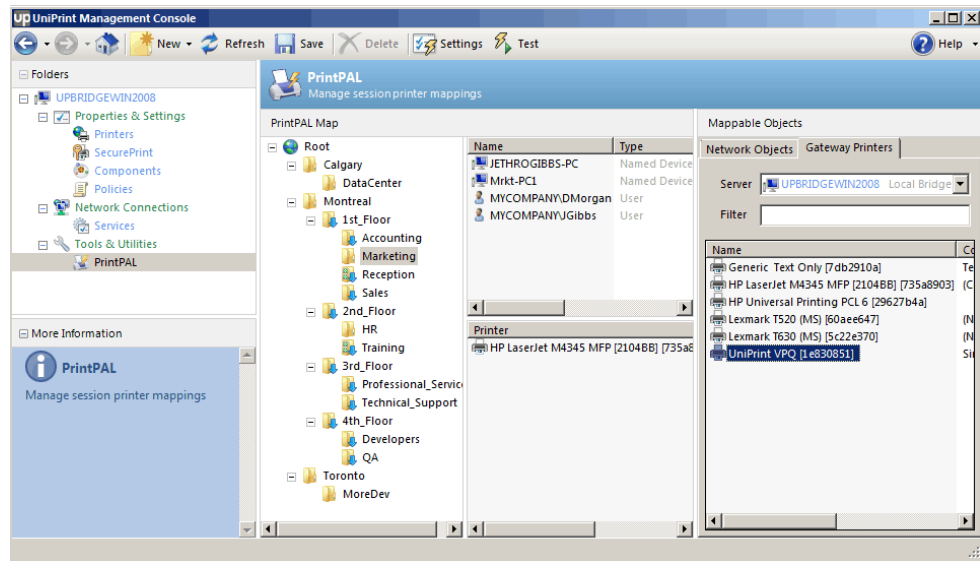 up UniPrint Management Console
New Refresh Save Delete Settings Test Help
Folders
UPBRIDGEWIN2008
Properties & Settings
Printers
SecurePrint
Components
Policies
Network Connections
Services
Tools & Utilities
PrintPAL
More Information
PrintPAL
Manage session printer mappings
PrintPAL
Manage session printer mappings
PrintPAL Map
Root
Calgary
DataCenter
Montreal
1st_Floor
Accounting
Marketing
Reception
Sales
2nd_Floor
HR
Training
3rd_Floor
Professional_Servic
Technical_Support
4th_Floor
Developers
QA
Toronto
MoreDev
Name Type
JETHROGIBBS-PC Named Device
Mrkt-PC1 Named Device
MYCOMPANY\DMorgan User
MYCOMPANY\JGibbs User
Printer
HP LaserJet M4345 MFP [2104BB] [735a8
Mappable Objects
Network Objects Gateway Printers
Server UPBRIDGEWIN2008 Local Bridge
Filter
Name Co
Generic Text Only [7db2910a] Te
HP LaserJet M4345 MFP [2104BB] [735a8903] (C
HP Universal Printing PCL 6 [29627b4a]
Lexmark T520 (MS) [60aee647] (N
Lexmark T630 (MS) [5c22e370] (N
UniPrint VPQ [1e830851] Si